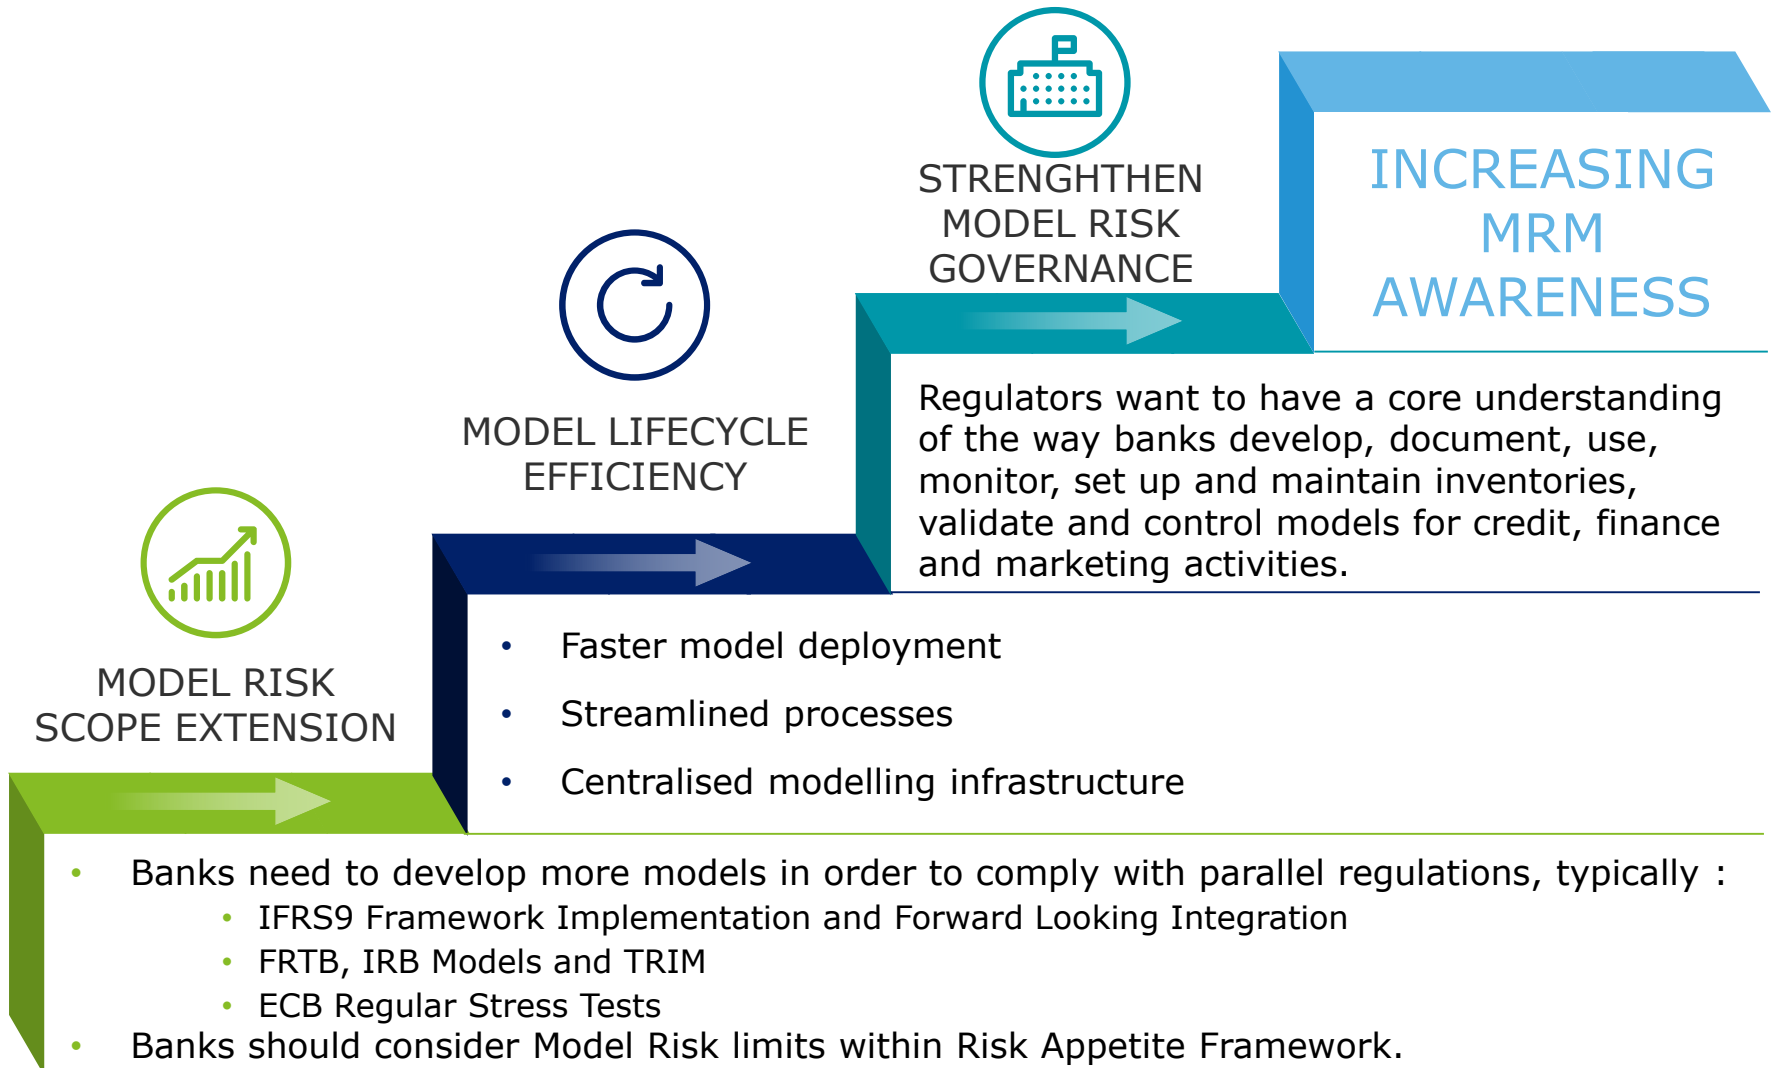 STRENGHTHEN
MODEL RISK
GOVERNANCE
INCREASING
MRM
AWARENESS
Regulators want to have a core understanding
of the way banks develop, document, use,
monitor, set up and maintain inventories,
validate and control models for credit, finance
and marketing activities.
MODEL LIFECYCLE
EFFICIENCY
• Faster model deployment
• Streamlined processes
• Centralised modelling infrastructure
MODEL RISK
SCOPE EXTENSION
• Banks need to develop more models in order to comply with parallel regulations, typically :
• IFRS9 Framework Implementation and Forward Looking Integration
• FRTB, IRB Models and TRIM
• ECB Regular Stress Tests
• Banks should consider Model Risk limits within Risk Appetite Framework.